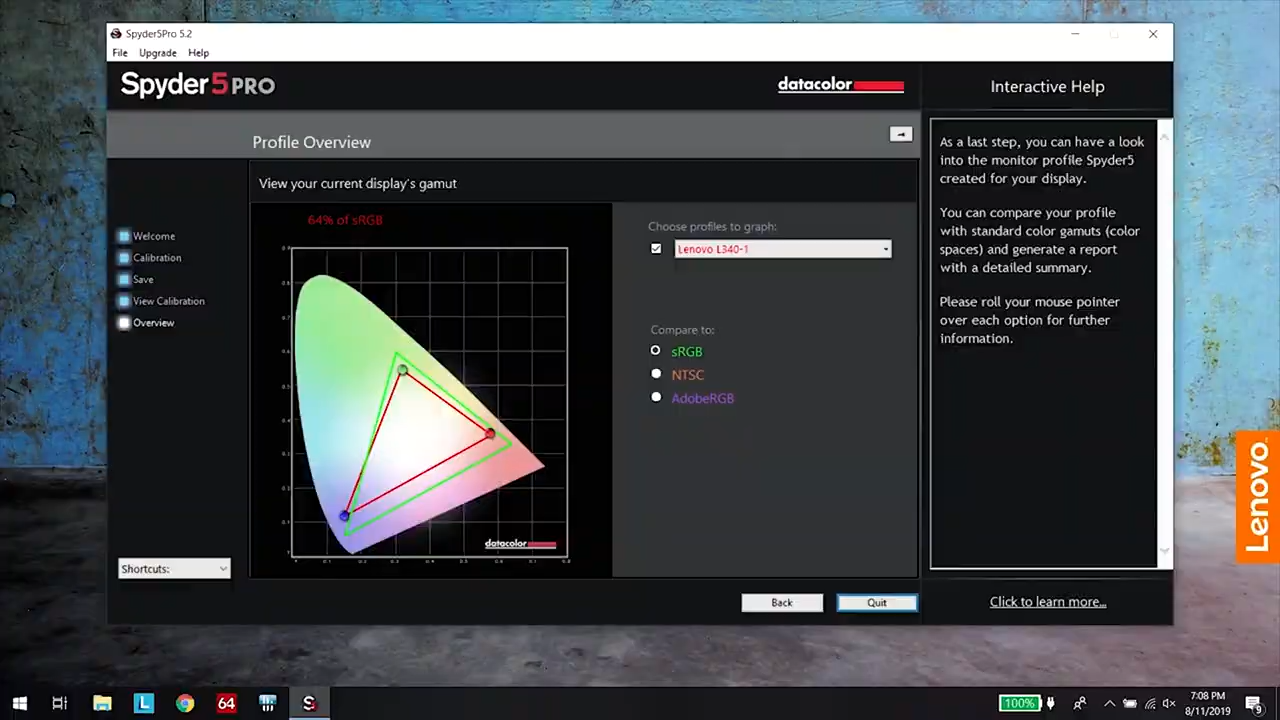 Spyder5Pro 5.2
File Upgrade Help
Spyder5PRO
datacolor
Interactive Help
Profile Overview
View your current display's gamut
64% of sRGB
Welcome
Calibration
Save
View Calibration
Overview
Shortcuts:
Choose profiles to graph:
Lenovo L340-1
Compare to:
sRGB
NTSC
AdobeRGB
datacolor
Back
Quit
As a last step, you can have a look
into the monitor profile Spyder5
created for your display.
You can compare your profile
with standard color gamuts (color
spaces) and generate a report
with a detailed summary.
Please roll your mouse pointer
over each option for further
information.
Click to learn more...
Lenovo
L
64
S
100%
7:08 PM
8/11/2019
9